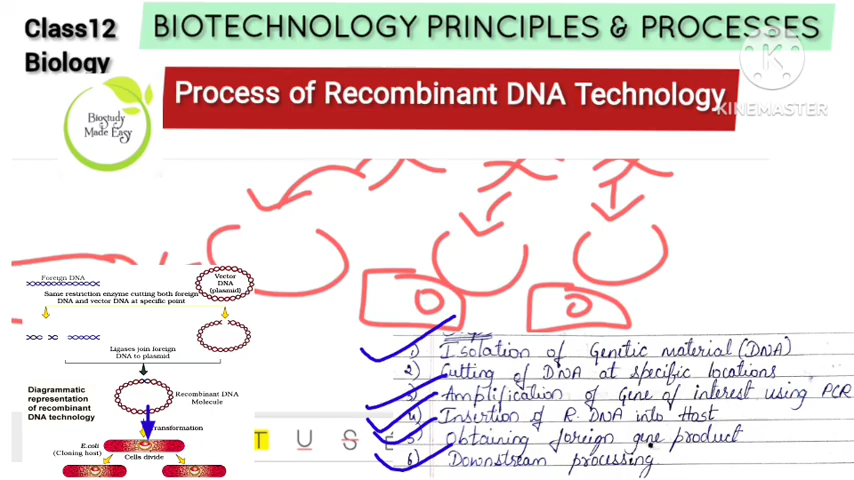 Class12
Biology
BIOTECHNOLOGY PRINCIPLES & PROCESSES
Process of Recombinant DNA Technology
KINEMASTER
Biostudy
Made Easy
Foreign DNA
Vector
DNA
(plasmid)
Same restriction enzyme cutting both foreign
DNA and vector DNA at specific point
Ligases join foreign
DNA to plasmid
Diagrammatic
representation
of recombinant
DNA technology
Recombinant DNA
Molecule
ransformation
E.coli
(Cloning host)
Cells divide
T U S E
1) Isolation of Genetic material (DNA)
2) Cutting of DNA at specific locations
3) Amplification of Gene of interest using PCR
4) Insertion of R.DNA into Host
5) Obtaining foreign gene product
6) Downstream processing